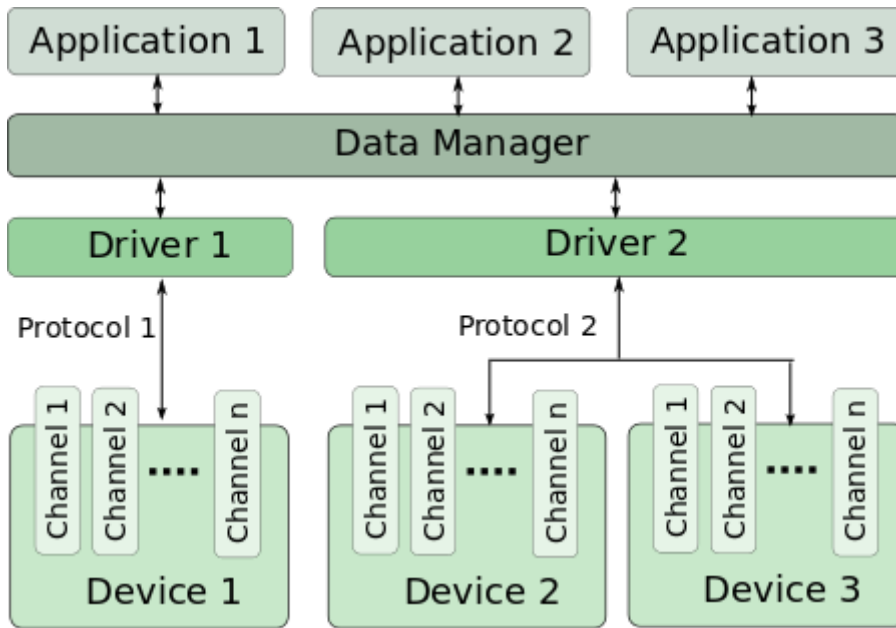 Application 1
Application 2
Application 3
Data Manager
Driver 1
Driver 2
Protocol 1
Protocol 2
Channel 1
Channel 2
....
Channel n
Device 1
Channel 1
Channel 2
....
Channel n
Device 2
Channel 1
Channel 2
....
Channel n
Device 3